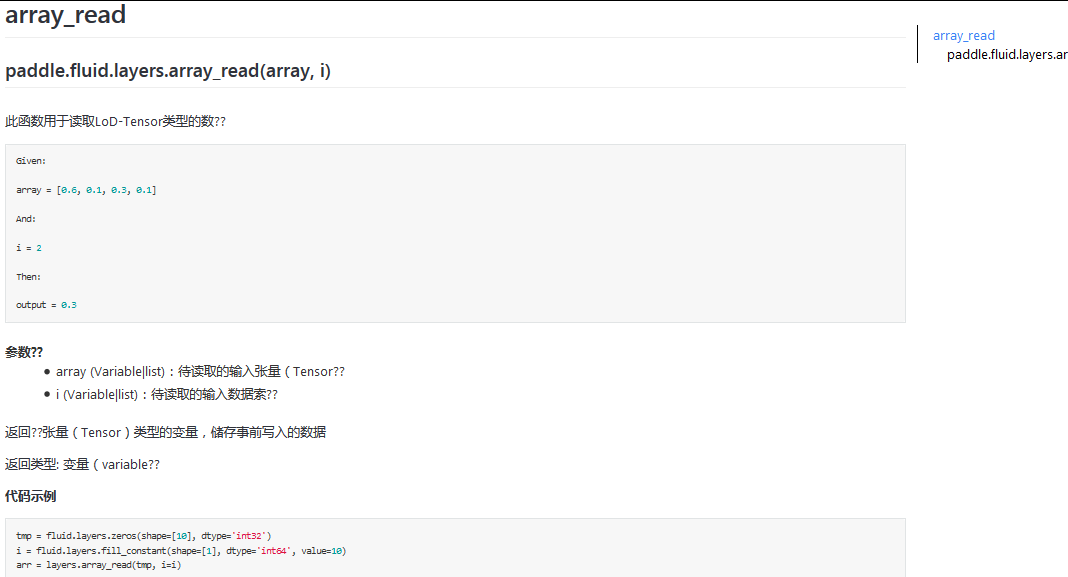 array_read
array_read
paddle.fluid.layers.ar
paddle.fluid.layers.array_read(array, i)
此函数用于读取LoD-Tensor类型的数??
Given:
array = [0.6, 0.1, 0.3, 0.1]
And:
i = 2
Then:
output = 0.3
参数??
● array (Variable|list)：待读取的输入张量（Tensor??
● i (Variable|list)：待读取的输入数据索??
返回??张量（Tensor）类型的变量，储存事前写入的数据
返回类型: 变量（variable??
代码示例
tmp = fluid.layers.zeros(shape=[10], dtype='int32')
i = fluid.layers.fill_constant(shape=[1], dtype='int64', value=10)
arr = layers.array_read(tmp, i=i)